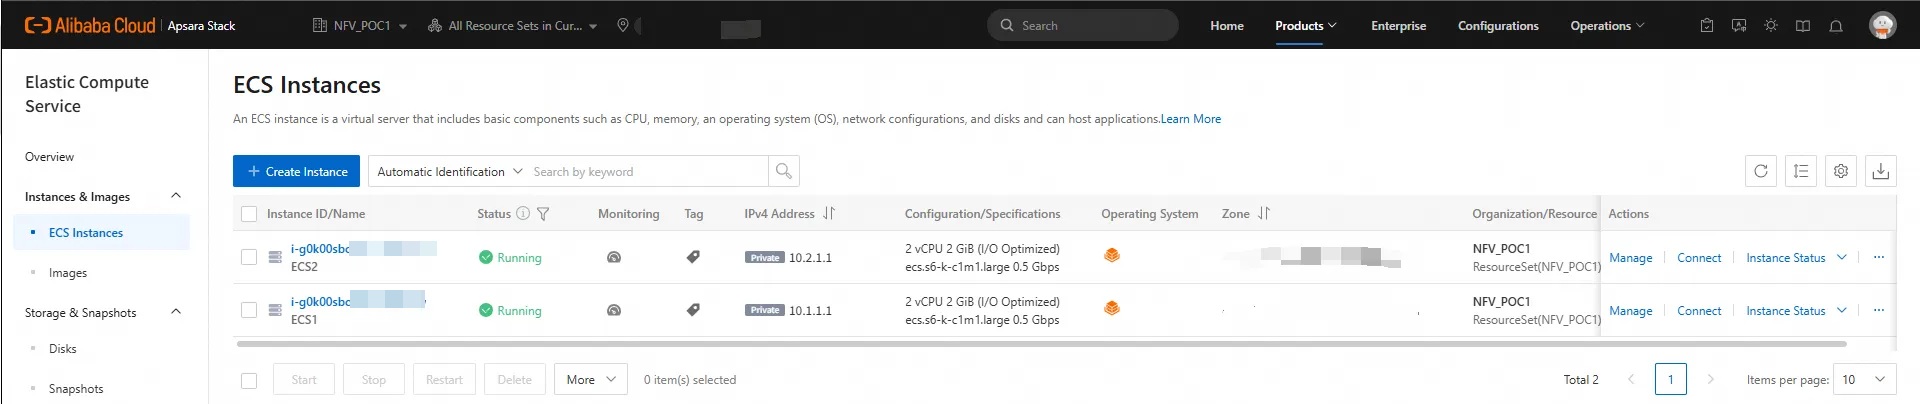 Alibaba Cloud | Apsara Stack
NFV_POC1
All Resource Sets in Cur...
Search
Home
Products
Enterprise
Configurations
Operations
Elastic Compute
Service
Overview
Instances & Images
ECS Instances
Images
Storage & Snapshots
Disks
Snapshots
ECS Instances
An ECS instance is a virtual server that includes basic components such as CPU, memory, an operating system (OS), network configurations, and disks and can host applications.Learn More
+ Create Instance
Automatic Identification
Search by keyword
Instance ID/Name
Status
Monitoring
Tag
IPv4 Address
Configuration/Specifications
Operating System
Zone
Organization/Resource
Actions
i-g0k00sbc
ECS2
Running
Private 10.2.1.1
2 vCPU 2 GiB (I/O Optimized)
ecs.s6-k-c1m1.large 0.5 Gbps
NFV_POC1
ResourceSet(NFV_POC1)
Manage
Connect
Instance Status
...
i-g0k00sbc
ECS1
Running
Private 10.1.1.1
2 vCPU 2 GiB (I/O Optimized)
ecs.s6-k-c1m1.large 0.5 Gbps
NFV_POC1
ResourceSet(NFV_POC1)
Manage
Connect
Instance Status
...
Start
Stop
Restart
Delete
More
0 item(s) selected
Total 2
1
Items per page:
10